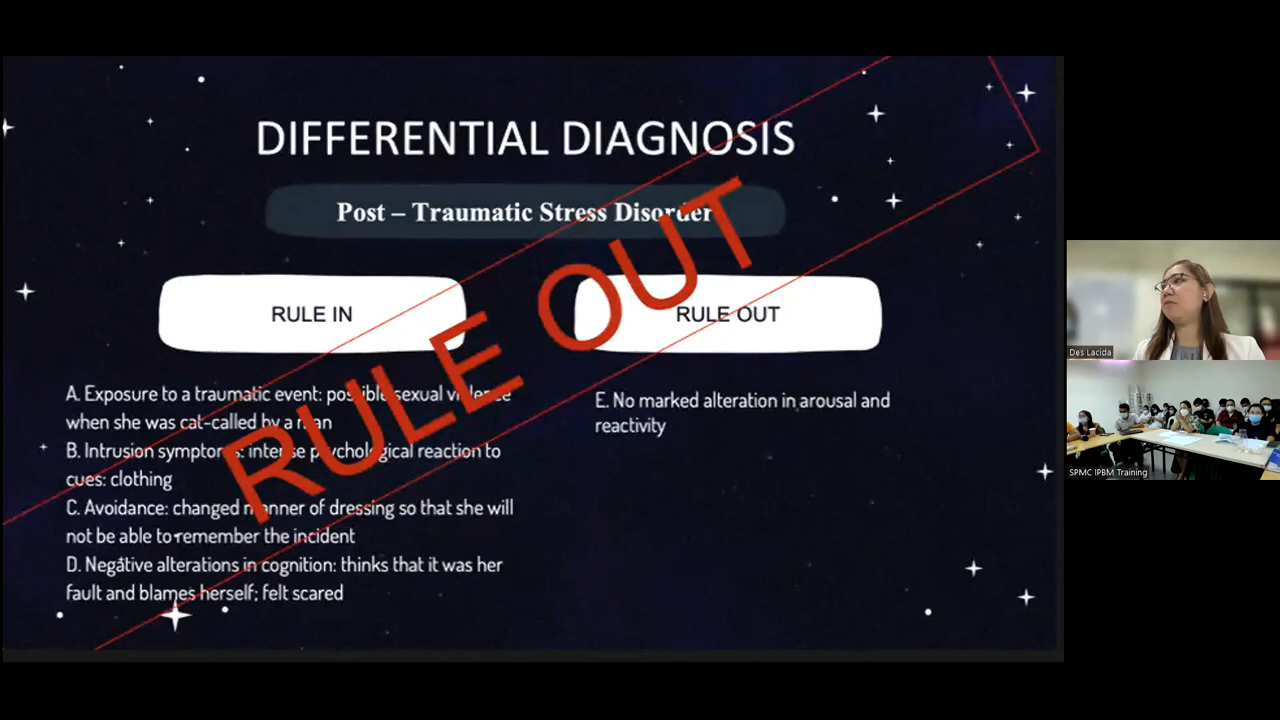 DIFFERENTIAL DIAGNOSIS
Post – Traumatic Stress Disorder
RULE IN
RULE OUT
RULE OUT
A. Exposure to a traumatic event: possible sexual violence
when she was cat-called by a man
B. Intrusion symptoms: intense psychological reaction to
cues: clothing
C. Avoidance: changed manner of dressing so that she will
not be able to remember the incident
D. Negative alterations in cognition: thinks that it was her
fault and blames herself; felt scared
E. No marked alteration in arousal and
reactivity
Des Lacida
SPMC IPBM Training